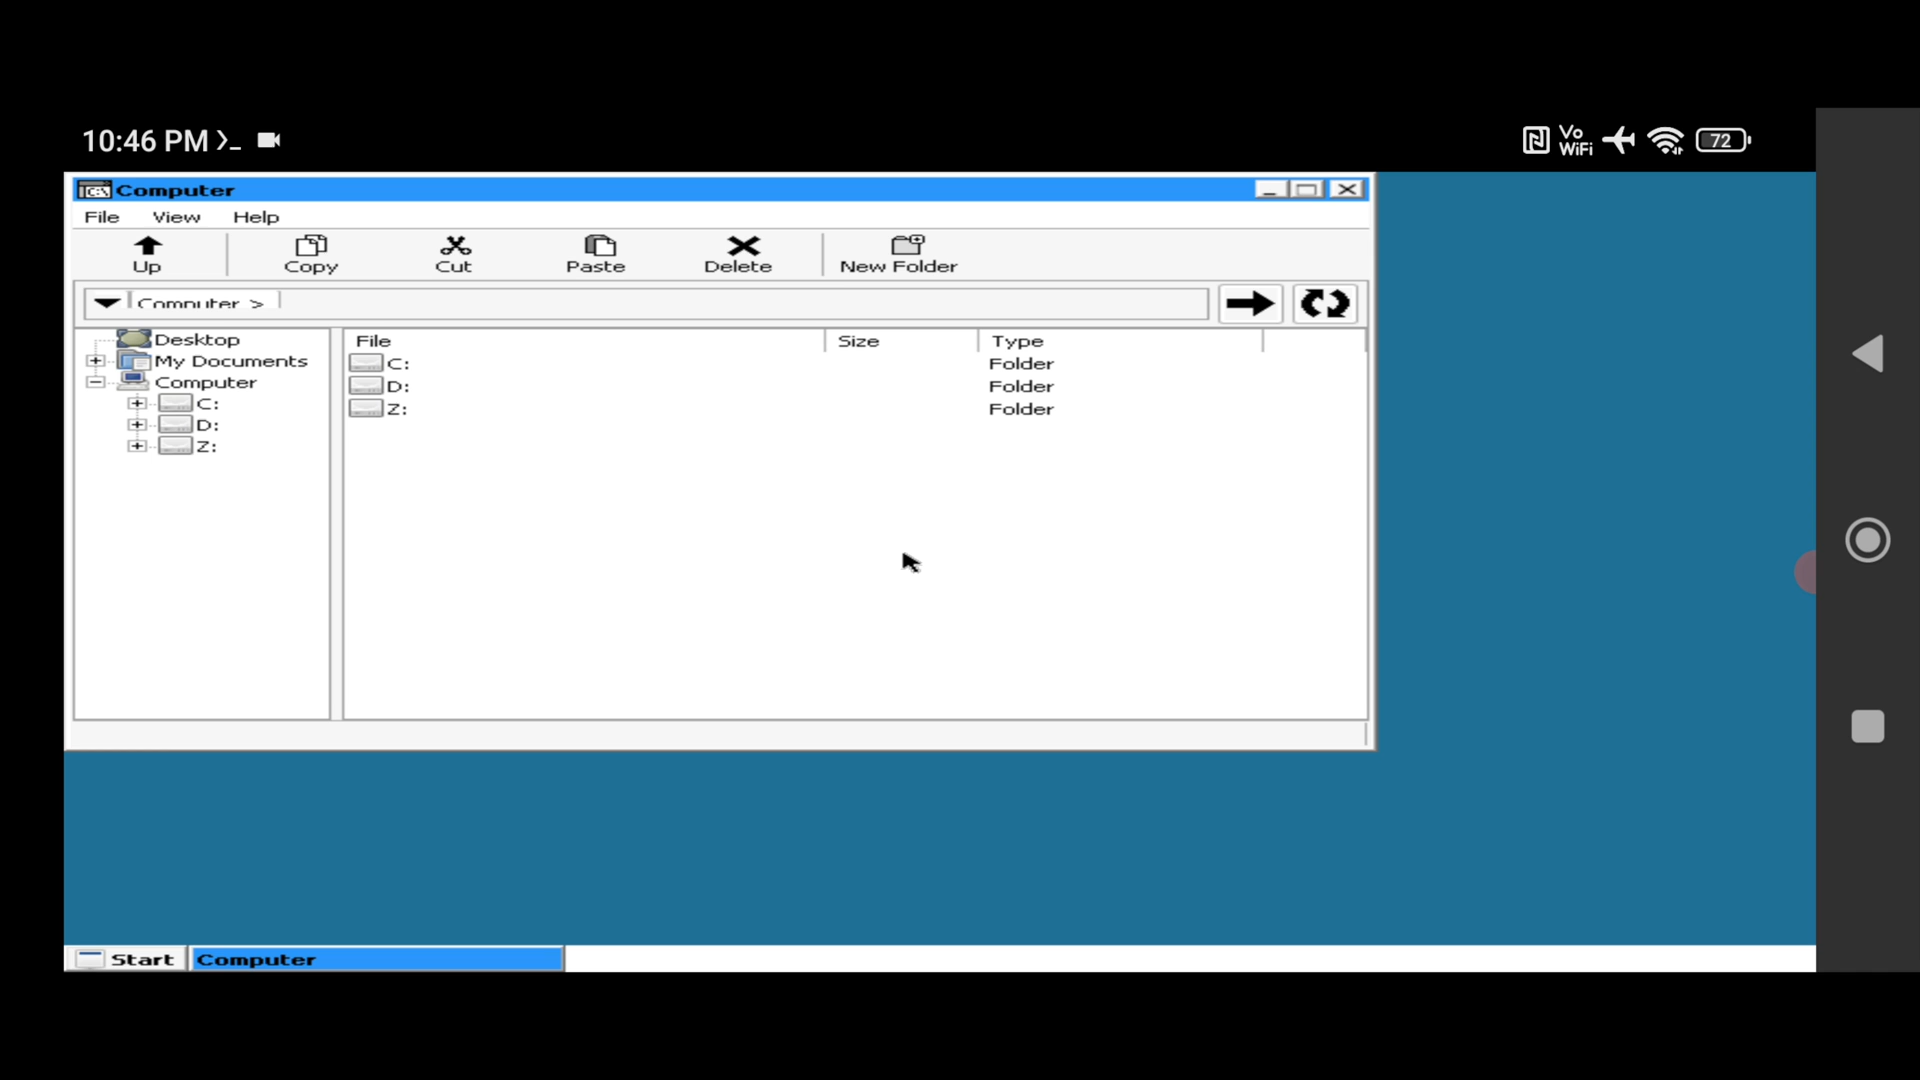 10:46 PM
Vo WiFi
72
Computer
File View Help
Up Copy Cut Paste Delete New Folder
Computer >
Desktop
My Documents
Computer
C:
D:
Z:
File Size Type
C: Folder
D: Folder
Z: Folder
Start Computer